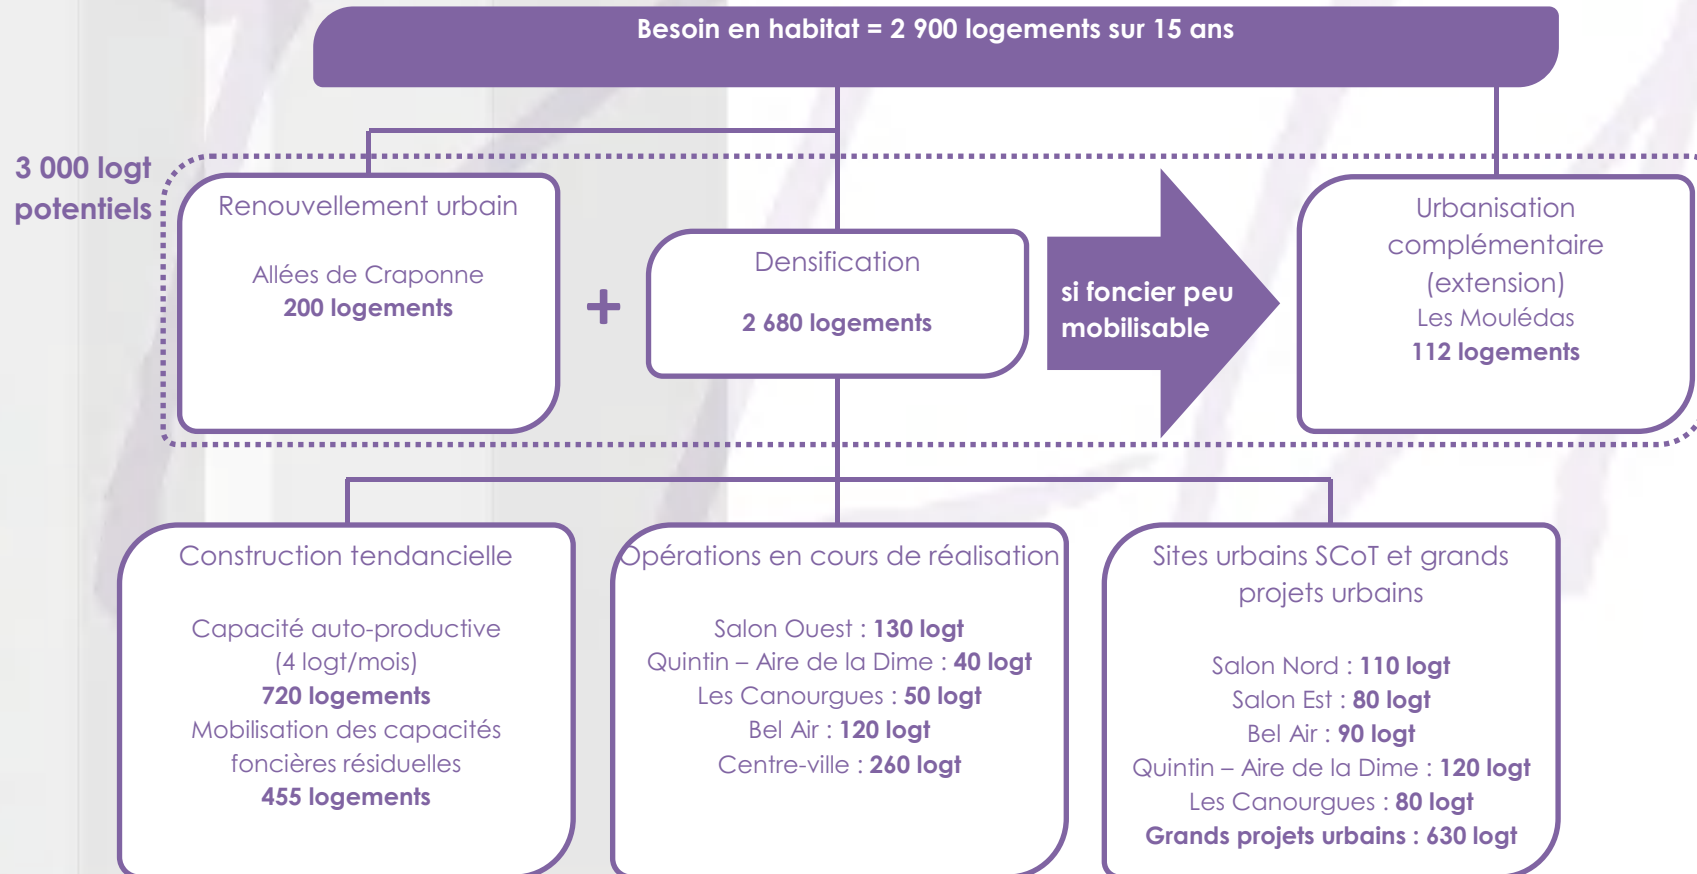 Besoin en habitat = 2 900 logements sur 15 ans
3 000 logt
potentiels
Renouvellement urbain
Allées de Craponne
200 logements
+
Densification
2 680 logements
si foncier peu
mobilisable
Urbanisation
complémentaire
(extension)
Les Moulédas
112 logements
Construction tendancielle
Capacité auto-productive
(4 logt/mois)
720 logements
Mobilisation des capacités
foncières résiduelles
455 logements
Opérations en cours de réalisation
Salon Ouest : 130 logt
Quintin – Aire de la Dime : 40 logt
Les Canourgues : 50 logt
Bel Air : 120 logt
Centre-ville : 260 logt
Sites urbains SCoT et grands
projets urbains
Salon Nord : 110 logt
Salon Est : 80 logt
Bel Air : 90 logt
Quintin – Aire de la Dime : 120 logt
Les Canourgues : 80 logt
Grands projets urbains : 630 logt